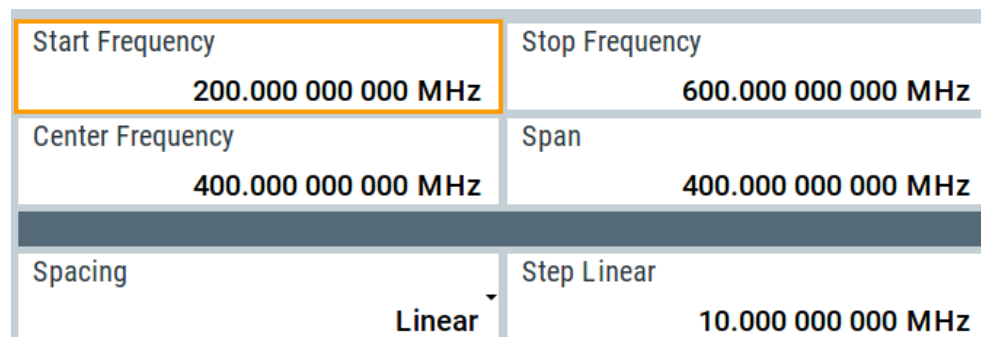 Start Frequency Stop Frequency
200.000 000 000 MHz 600.000 000 000 MHz
Center Frequency Span
400.000 000 000 MHz 400.000 000 000 MHz
Spacing Step Linear
Linear 10.000 000 000 MHz